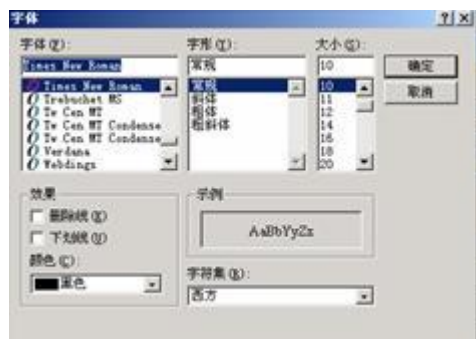 字体
字体(F):
字形(Y):
大小(S):
Times New Roman
常规
10
确定
取消
Times New Roman
Trebuchet MS
Tw Cen MT
Tw Cen MT Condense
Tw Cen MT Condense
Verdana
Webdings
常规
斜体
粗体
粗斜体
10
11
12
14
16
18
20
效果
删除线(K)
下划线(U)
颜色(C):
黑色
示例
AaBbYyZz
字符集(R):
西方